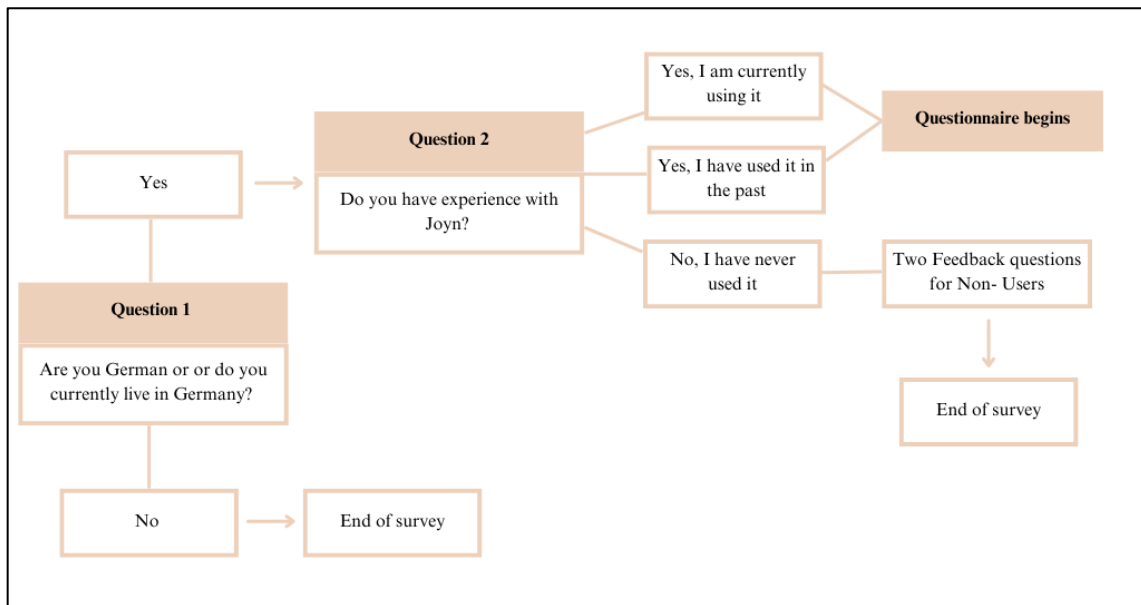 Yes, I am currently
using it
Questionnaire begins
Question 2
Yes
Yes, I have used it in
the past
Do you have experience with
Joyn?
No, I have never
used it
Two Feedback questions
for Non- Users
Question 1
Are you German or or do you
currently live in Germany?
End of survey
No
End of survey